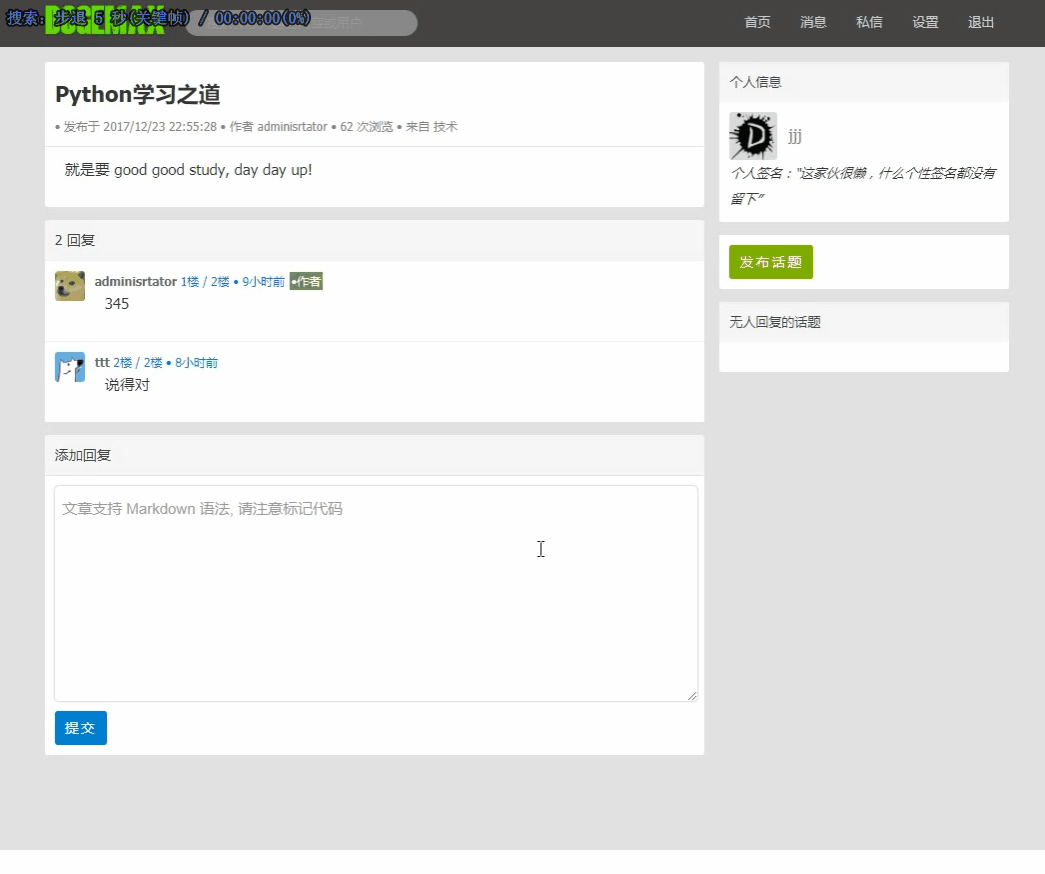 搜索: 步退 5 秒(关键帧) / 00:00:00(0%)
DOGEMAX
首页 消息 私信 设置 退出
Python学习之道
• 发布于 2017/12/23 22:55:28 • 作者 adminisrtator • 62 次浏览 • 来自 技术
就是要 good good study, day day up!
2 回复
adminisrtator 1楼 / 2楼 • 9小时前 •作者
345
ttt 2楼 / 2楼 • 8小时前
说得对
添加回复
文章支持 Markdown 语法, 请注意标记代码
提交
个人信息
jjj
个人签名：“这家伙很懒，什么个性签名都没有
留下”
发布话题
无人回复的话题